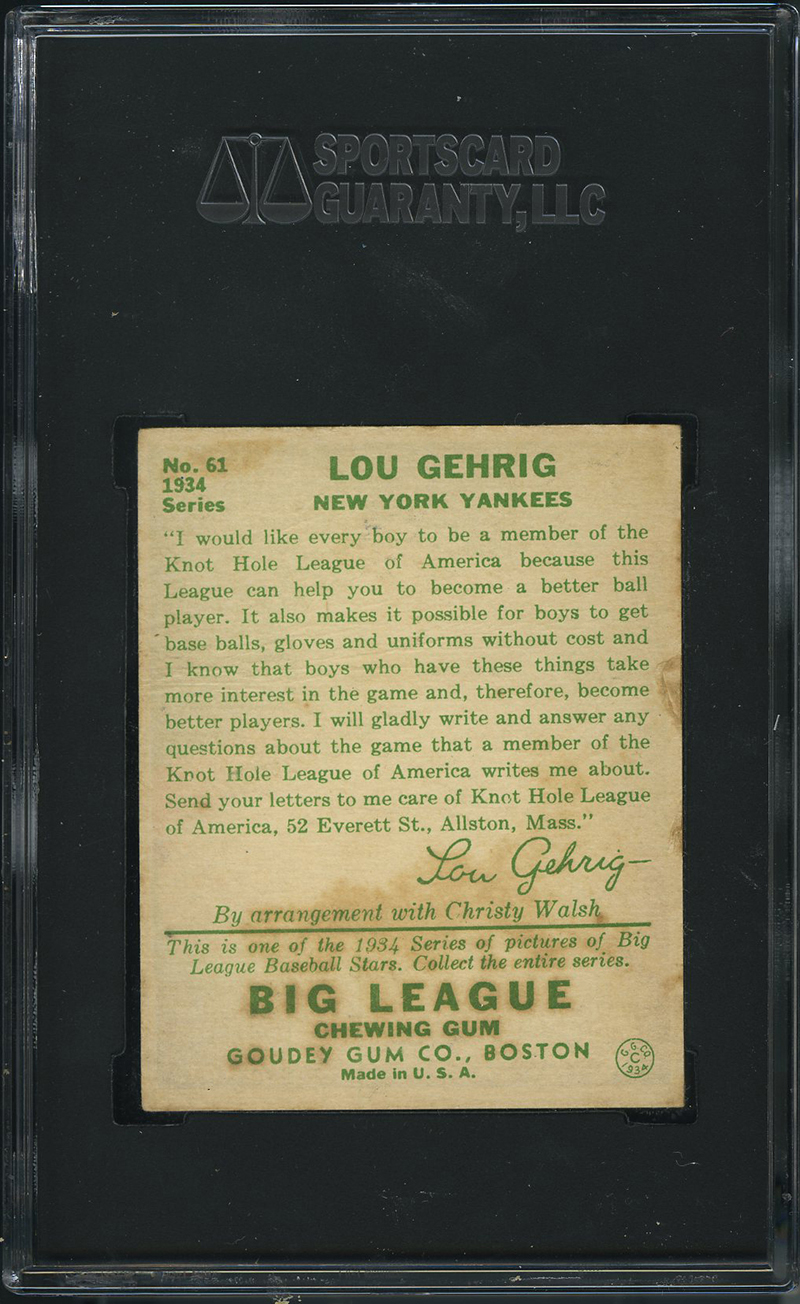 SPORTSCARD
GUARANTY, LLC
No. 61
1934
Series
LOU GEHRIG
NEW YORK YANKEES
"I would like every boy to be a member of the
Knot Hole League of America because this
League can help you to become a better ball
player. It also makes it possible for boys to get
base balls, gloves and uniforms without cost and
I know that boys who have these things take
more interest in the game and, therefore, become
better players. I will gladly write and answer any
questions about the game that a member of the
Knot Hole League of America writes me about.
Send your letters to me care of Knot Hole League
of America, 52 Everett St., Allston, Mass."
Lou Gehrig
By arrangement with Christy Walsh
This is one of the 1934 Series of pictures of Big
League Baseball Stars. Collect the entire series.
BIG LEAGUE
CHEWING GUM
GOUDEY GUM CO., BOSTON
Made in U. S. A.
G. G. CO.
C
1934